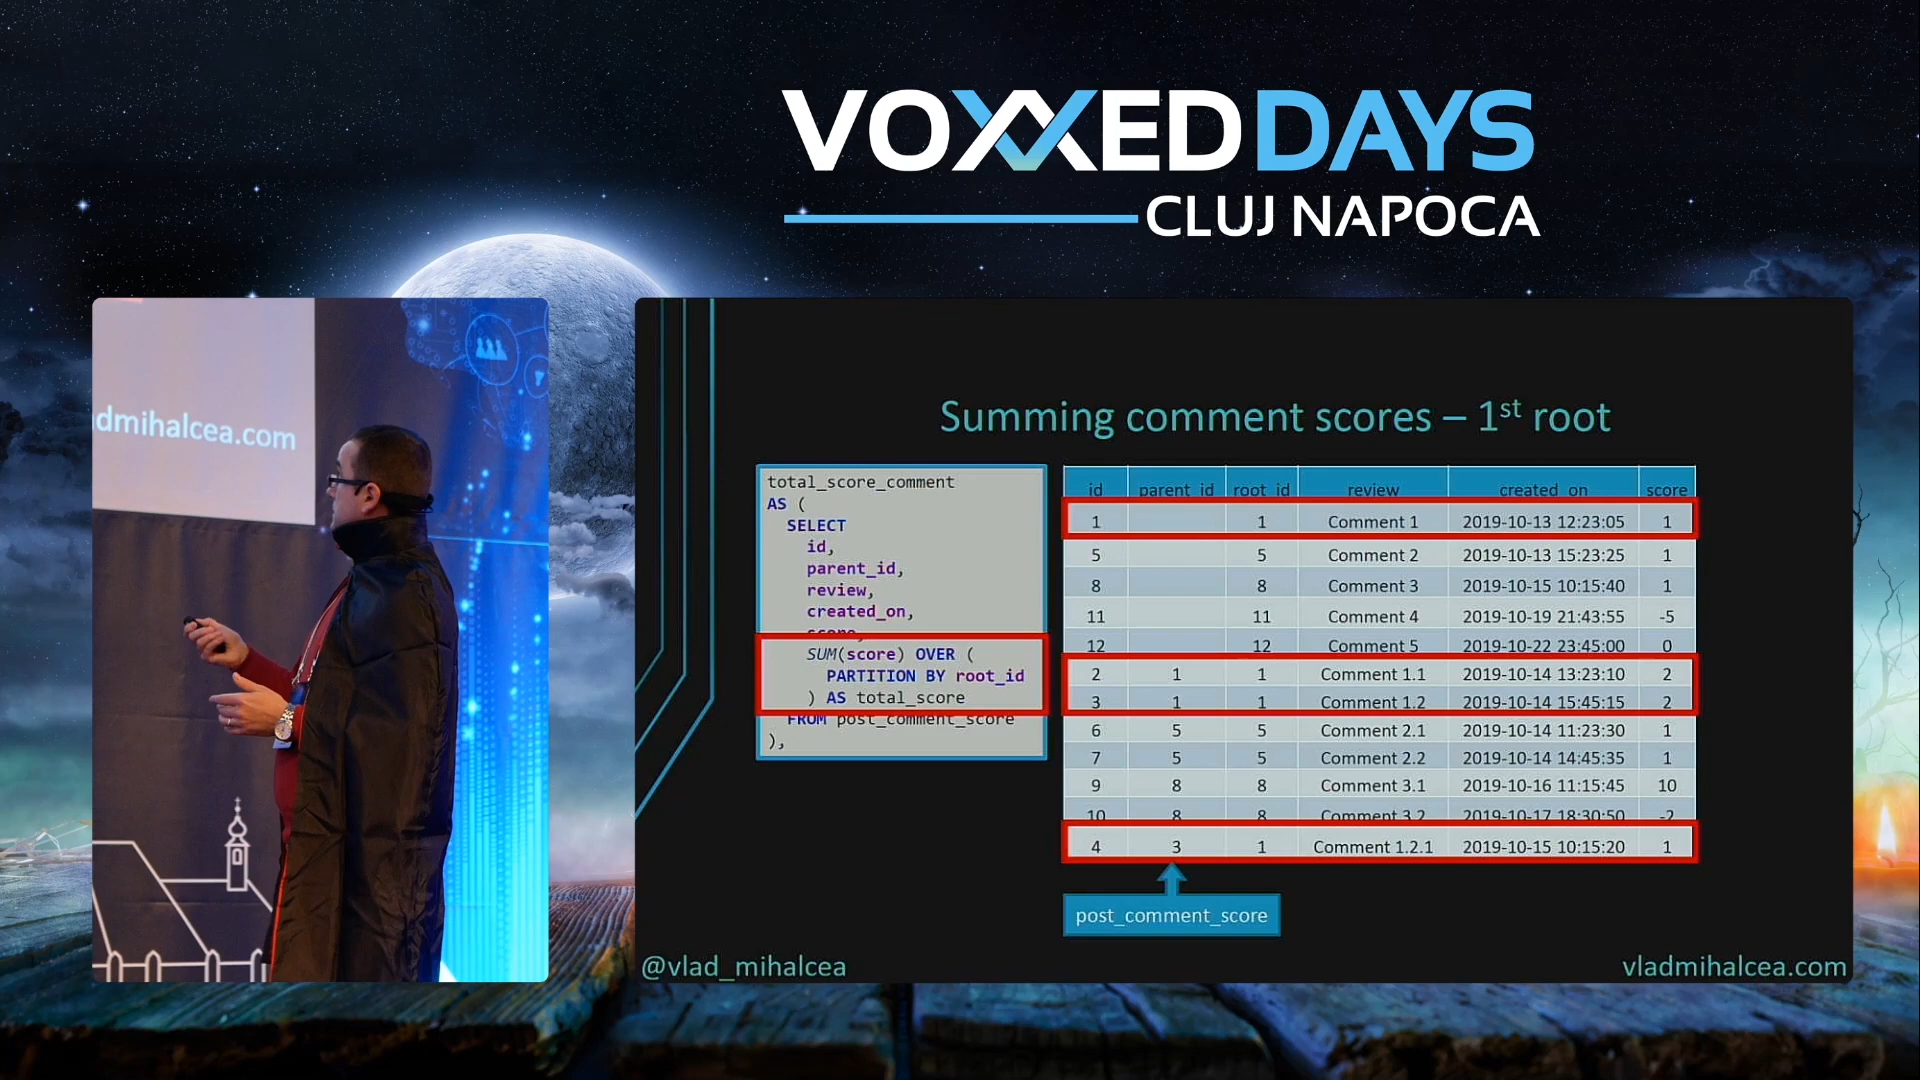 VOXXEDDAYS
CLUJ NAPOCA
admihalcea.com
Summing comment scores – 1st root
total_score_comment
AS (
SELECT
id,
parent_id,
review,
created_on,
score,
SUM(score) OVER (
PARTITION BY root_id
) AS total_score
FROM post_comment_score
),
id parent_id root_id review created_on score
1 1 Comment 1 2019-10-13 12:23:05 1
5 5 Comment 2 2019-10-13 15:23:25 1
8 8 Comment 3 2019-10-15 10:15:40 1
11 11 Comment 4 2019-10-19 21:43:55 -5
12 12 Comment 5 2019-10-22 23:45:00 0
2 1 1 Comment 1.1 2019-10-14 13:23:10 2
3 1 1 Comment 1.2 2019-10-14 15:45:15 2
6 5 5 Comment 2.1 2019-10-14 11:23:30 1
7 5 5 Comment 2.2 2019-10-14 14:45:35 1
9 8 8 Comment 3.1 2019-10-16 11:15:45 10
10 8 8 Comment 3.2 2019-10-17 18:30:50 -2
4 3 1 Comment 1.2.1 2019-10-15 10:15:20 1
post_comment_score
@vlad_mihalcea
vladmihalcea.com